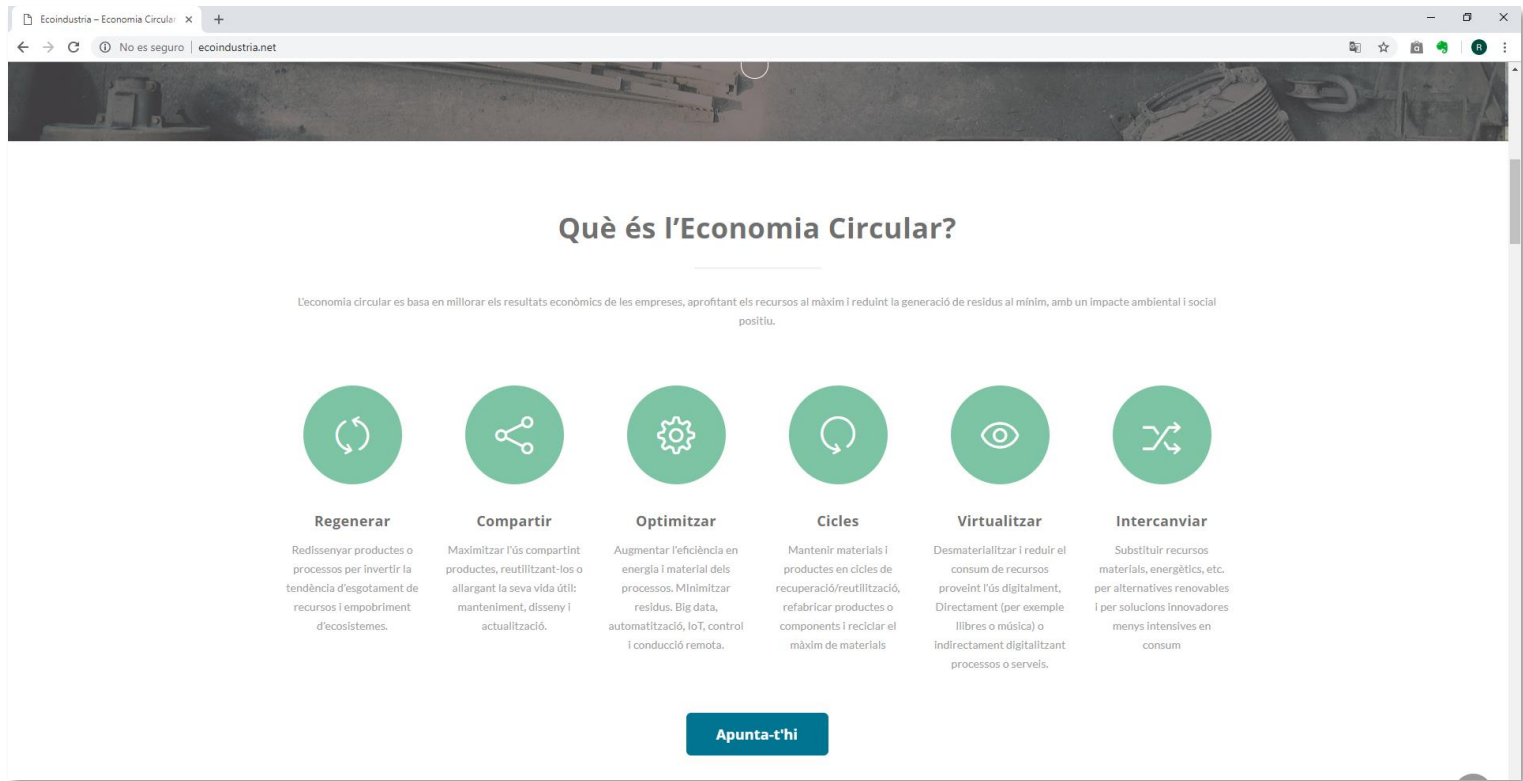 Ecoindustria – Economia Circular
No es seguro | ecoindustria.net
R
Què és l’Economia Circular?
L'economia circular es basa en millorar els resultats econòmics de les empreses, aprofitant els recursos al màxim i reduint la generació de residus al mínim, amb un impacte ambiental i social
positiu.
Regenerar
Redissenyar productes o
processos per invertir la
tendència d'esgotament de
recursos i empobriment
d'ecosistemes.
Compartir
Maximitzar l'ús compartint
productes, reutilitzant-los o
allargant la seva vida útil:
manteniment, disseny i
actualització.
Optimitzar
Augmentar l'eficiència en
energia i material dels
processos. MInimitzar
residus. Big data,
automatització, IoT, control
i conducció remota.
Cicles
Mantenir materials i
productes en cicles de
recuperació/reutilització,
refabricar productes o
components i reciclar el
màxim de materials
Virtualitzar
Desmaterialitzar i reduir el
consum de recursos
proveint l'ús digitalment,
Directament (per exemple
llibres o música) o
indirectament digitalitzant
processos o serveis.
Intercanviar
Substituir recursos
materials, energètics, etc.
per alternatives renovables
i per solucions innovadores
menys intensives en
consum
Apunta-t'hi